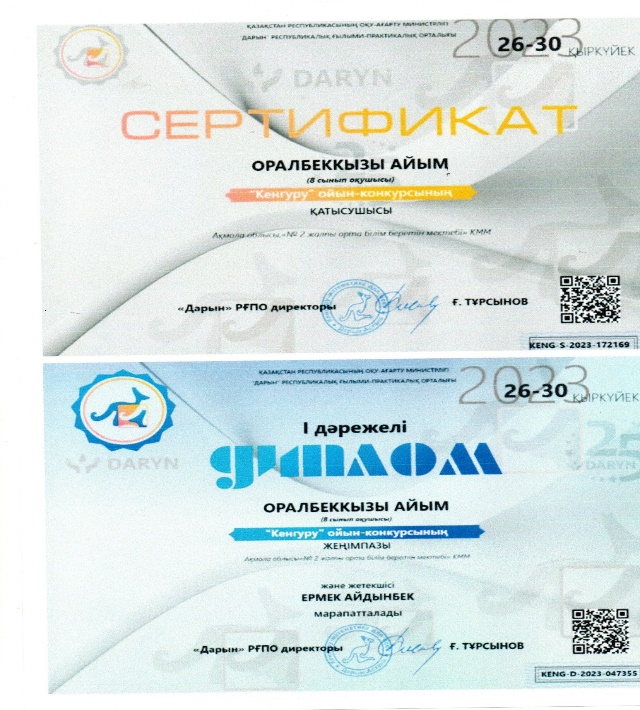 ҚАЗАҚСТАН РЕСПУБЛИКАСЫНЫҢ ОҚУ-АҒАРТУ МИНИСТРЛІГІ
"ДАРЫН" РЕСПУБЛИКАЛЫҚ ҒЫЛЫМИ-ПРАКТИКАЛЫҚ ОРТАЛЫҒЫ
2023
26-30 ҚЫРКҮЙЕК
DARYN
СЕРТИФИКАТ
ОРАЛБЕККЫЗЫ АЙЫМ
(8 сынып оқушысы)
"Кенгуру" ойын-конкурсының
ҚАТЫСУШЫСЫ
Ақмола облысы,«№ 2 жалпы орта білім беретін мектебі» КММ
«Дарын» РҒПО директоры Ғ. ТҰРСЫНОВ
KENG-S-2023-172169
ҚАЗАҚСТАН РЕСПУБЛИКАСЫНЫҢ ОҚУ-АҒАРТУ МИНИСТРЛІГІ
"ДАРЫН" РЕСПУБЛИКАЛЫҚ ҒЫЛЫМИ-ПРАКТИКАЛЫҚ ОРТАЛЫҒЫ
2023
26-30 ҚЫРКҮЙЕК
І дәрежелі
25
DARYN
DARYN
ДИПЛОМ
ОРАЛБЕККЫЗЫ АЙЫМ
(8 сынып оқушысы)
"Кенгуру" ойын-конкурсының
ЖЕҢІМПАЗЫ
Ақмола облысы«№ 2 жалпы орта білім беретін мектебі» КММ
және жетекшісі
ЕРМЕК АЙДЫНБЕК
марапатталады
«Дарын» РҒПО директоры Ғ. ТҰРСЫНОВ
KENG-D-2023-047355